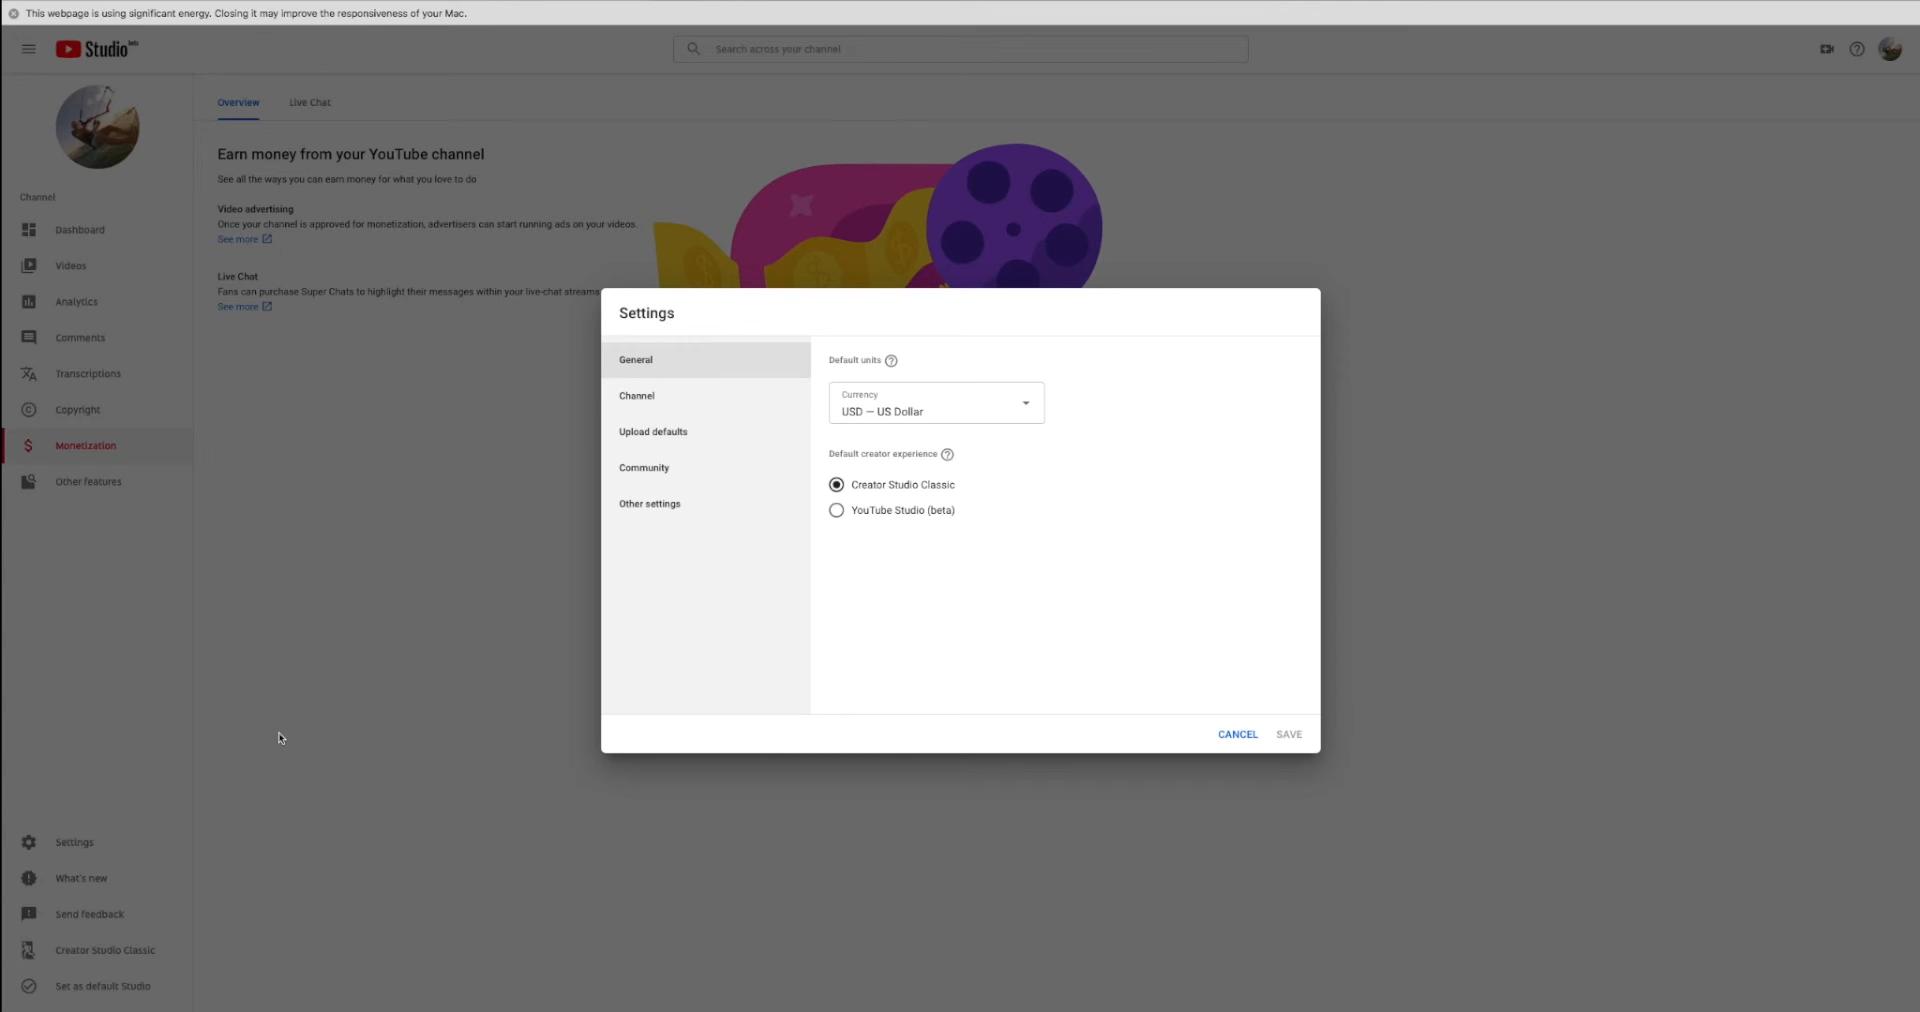 This webpage is using significant energy. Closing it may improve the responsiveness of your Mac.
Studio beta
Search across your channel
Overview
Live Chat
Earn money from your YouTube channel
See all the ways you can earn money for what you love to do
Video advertising
Once your channel is approved for monetization, advertisers can start running ads on your videos.
See more
Live Chat
Fans can purchase Super Chats to highlight their messages within your live-chat streams
See more
Channel
Dashboard
Videos
Analytics
Comments
Transcriptions
Copyright
Monetization
Other features
Settings
What's new
Send feedback
Creator Studio Classic
Set as default Studio
Settings
General
Channel
Upload defaults
Community
Other settings
Default units
Currency
USD – US Dollar
Default creator experience
Creator Studio Classic
YouTube Studio (beta)
CANCEL
SAVE